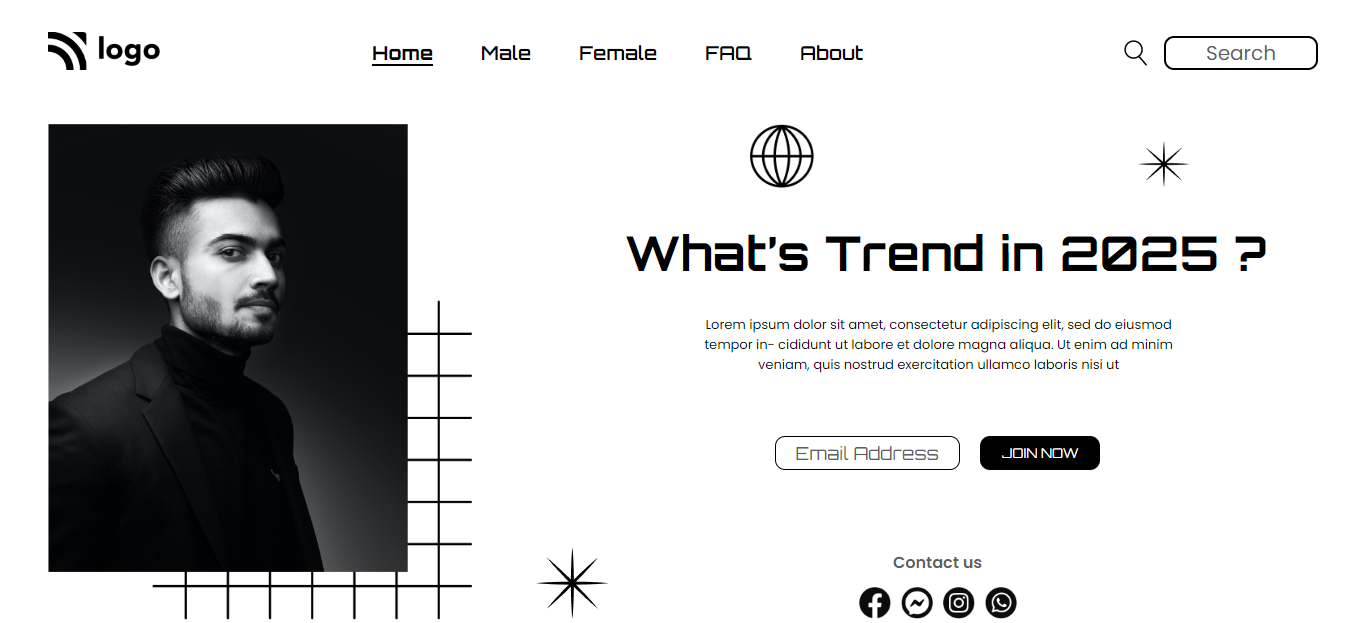 logo
Home
Male
Female
FAQ
About
Search
What's Trend in 2025 ?
Lorem ipsum dolor sit amet, consectetur adipiscing elit, sed do eiusmod
tempor in- cididunt ut labore et dolore magna aliqua. Ut enim ad minim
veniam, quis nostrud exercitation ullamco laboris nisi ut
Email Address
JOIN NOW
Contact us